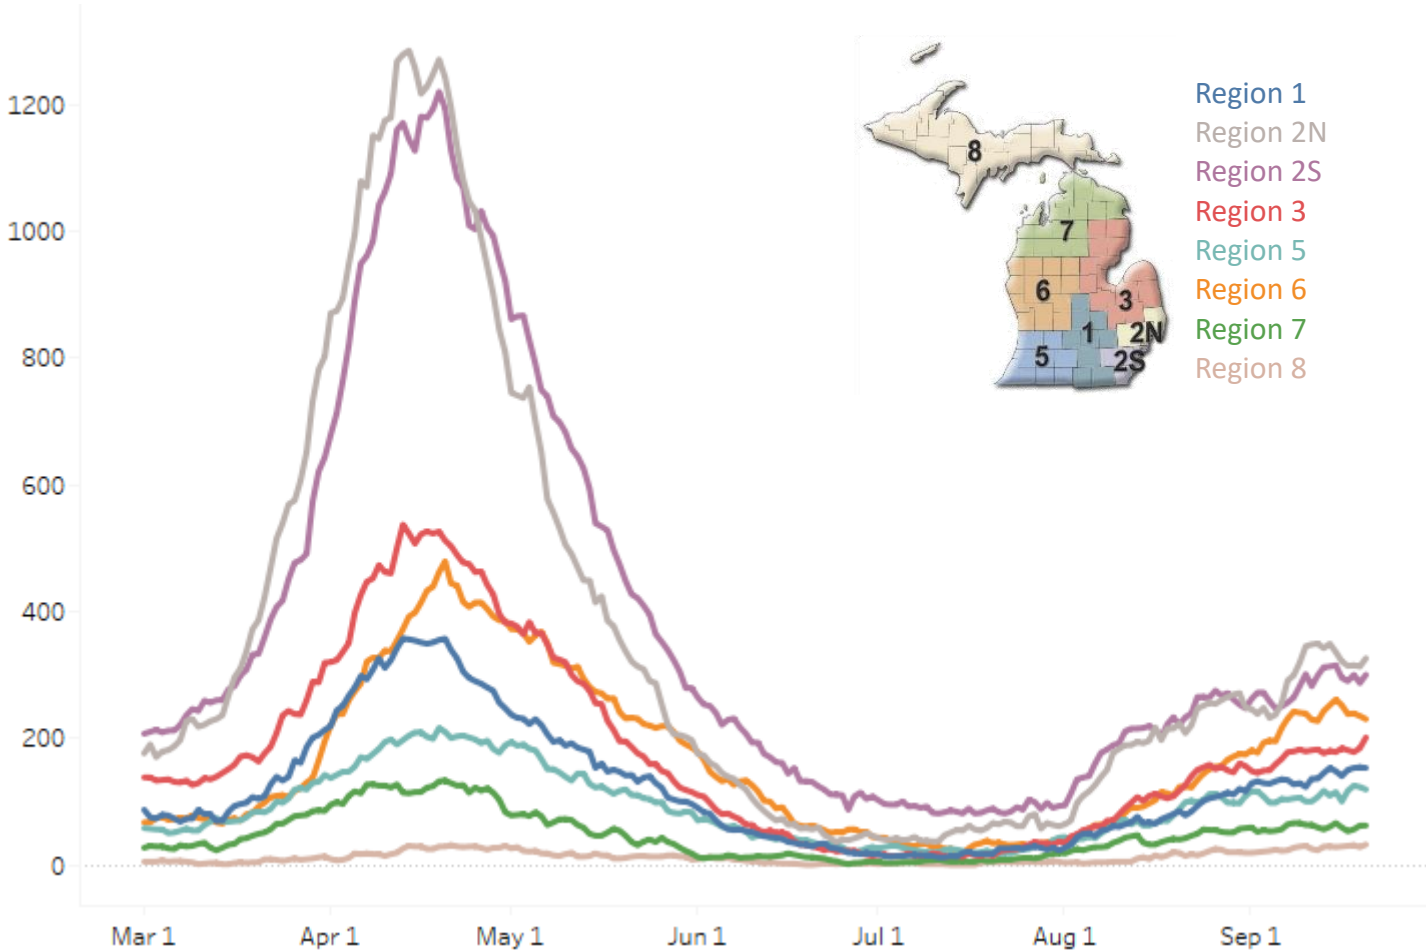 1200
1000
800
600
400
200
0
Mar 1
Apr 1
May 1
Jun 1
Jul 1
Aug 1
Sep 1
8
7
6
3
1
2N
5
2S
Region 1
Region 2N
Region 2S
Region 3
Region 5
Region 6
Region 7
Region 8